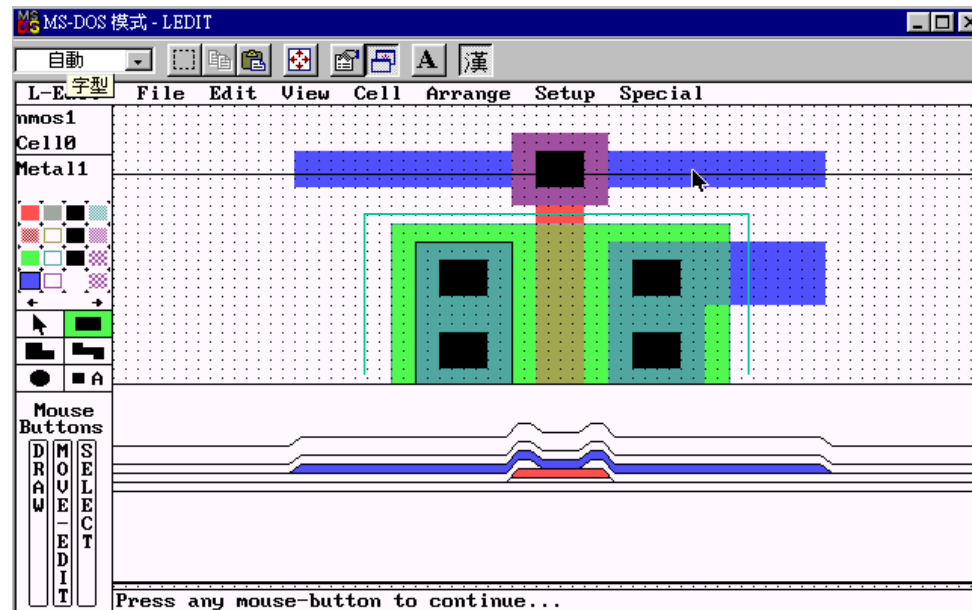 MS-DOS 模式 - LEDIT
自動
A 漢
字型
File Edit View Cell Arrange Setup Special
nmos1
Cell0
Metal1
A
Mouse
Buttons
DRAW
MOVE-EDIT
SELECT
Press any mouse-button to continue...